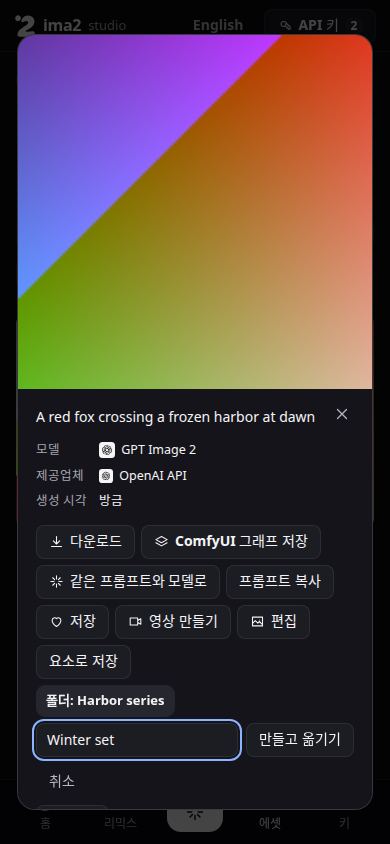 ima2 studio English API 키 2
A red fox crossing a frozen harbor at dawn
모델 GPT Image 2
제공업체 OpenAI API
생성 시각 방금
다운로드 ComfyUI 그래프 저장
같은 프롬프트와 모델로 프롬프트 복사
저장 영상 만들기 편집
요소로 저장
폴더: Harbor series
Winter set 만들고 옮기기
취소
홈 리믹스 에셋 키